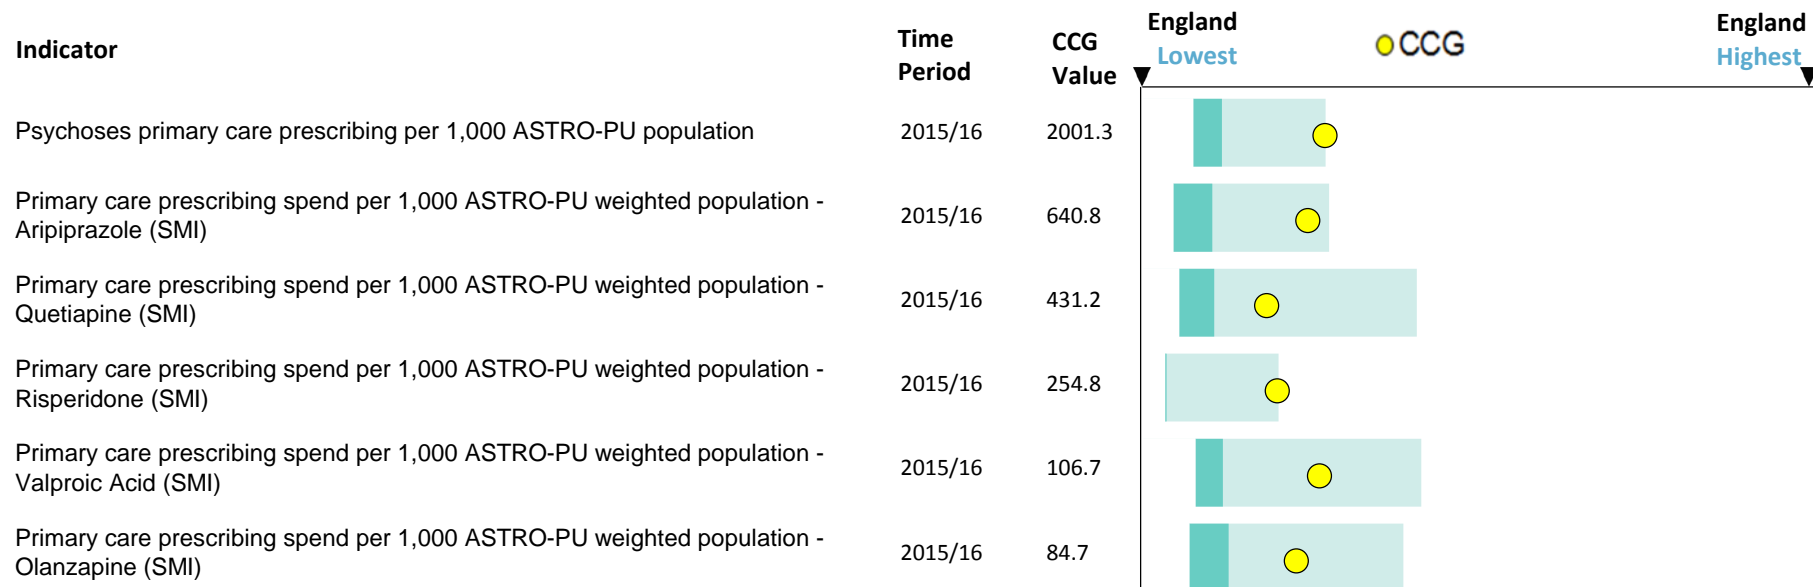 Indicator
Time
Period
CCG
Value
England
Lowest
CCG
England
Highest
Psychoses primary care prescribing per 1,000 ASTRO-PU population
2015/16
2001.3
Primary care prescribing spend per 1,000 ASTRO-PU weighted population -
Aripiprazole (SMI)
2015/16
640.8
Primary care prescribing spend per 1,000 ASTRO-PU weighted population -
Quetiapine (SMI)
2015/16
431.2
Primary care prescribing spend per 1,000 ASTRO-PU weighted population -
Risperidone (SMI)
2015/16
254.8
Primary care prescribing spend per 1,000 ASTRO-PU weighted population -
Valproic Acid (SMI)
2015/16
106.7
Primary care prescribing spend per 1,000 ASTRO-PU weighted population -
Olanzapine (SMI)
2015/16
84.7